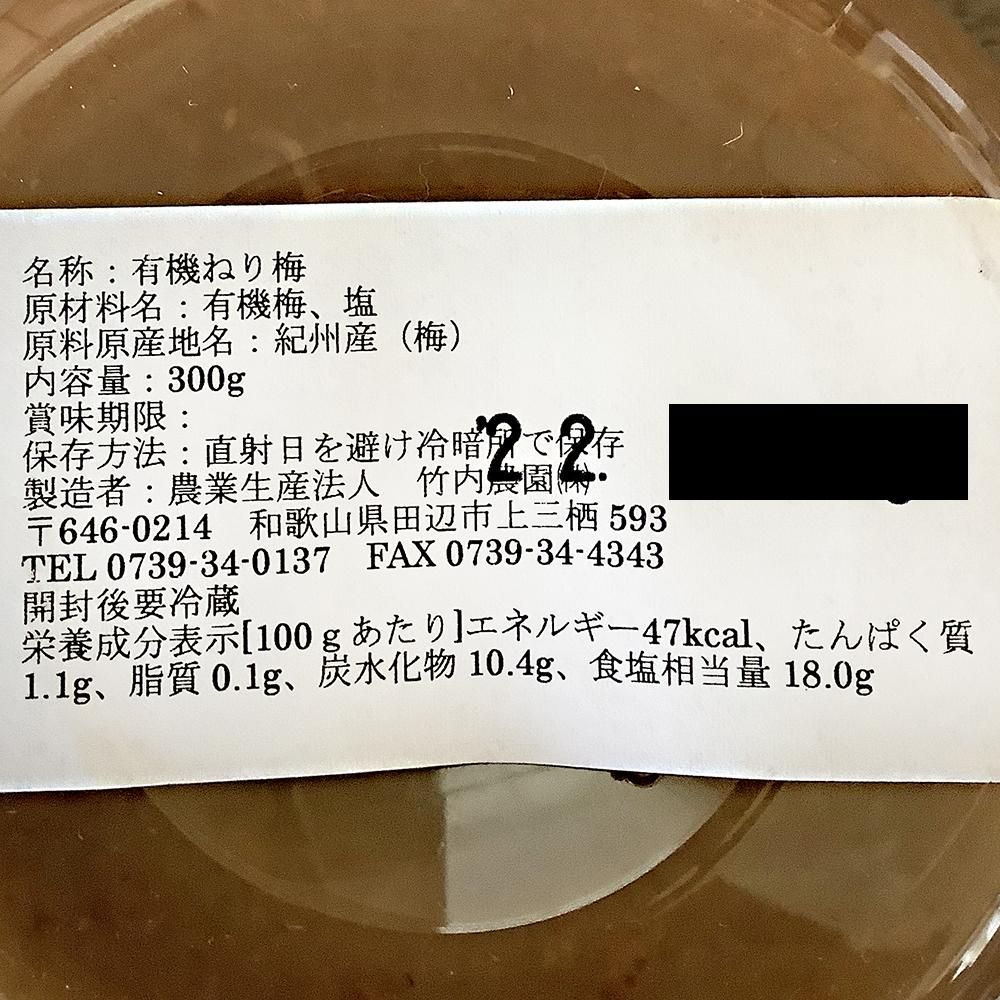 名称：有機ねり梅
原材料名：有機梅、塩
原料原産地名：紀州産（梅）
内容量：300g
賞味期限：
'22.
保存方法：直射日を避け冷暗所で保存
製造者：農業生産法人　竹内農園㈱
〒646-0214　和歌山県田辺市上三栖 593
TEL 0739-34-0137　FAX 0739-34-4343
開封後要冷蔵
栄養成分表示[100ｇあたり]エネルギー47kcal、たんぱく質
1.1g、脂質 0.1g、炭水化物 10.4g、食塩相当量 18.0g